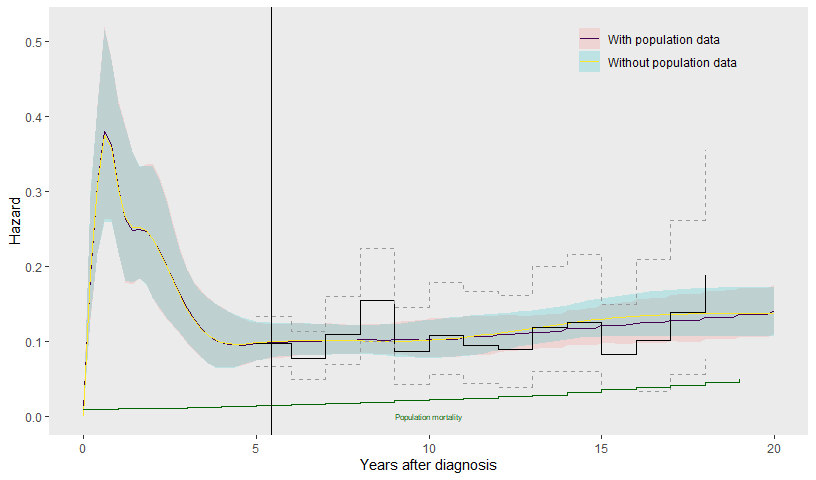 With population data
Without population data
Hazard
0.5
0.4
0.3
0.2
0.1
0.0
Population mortality
0
5
10
15
20
Years after diagnosis